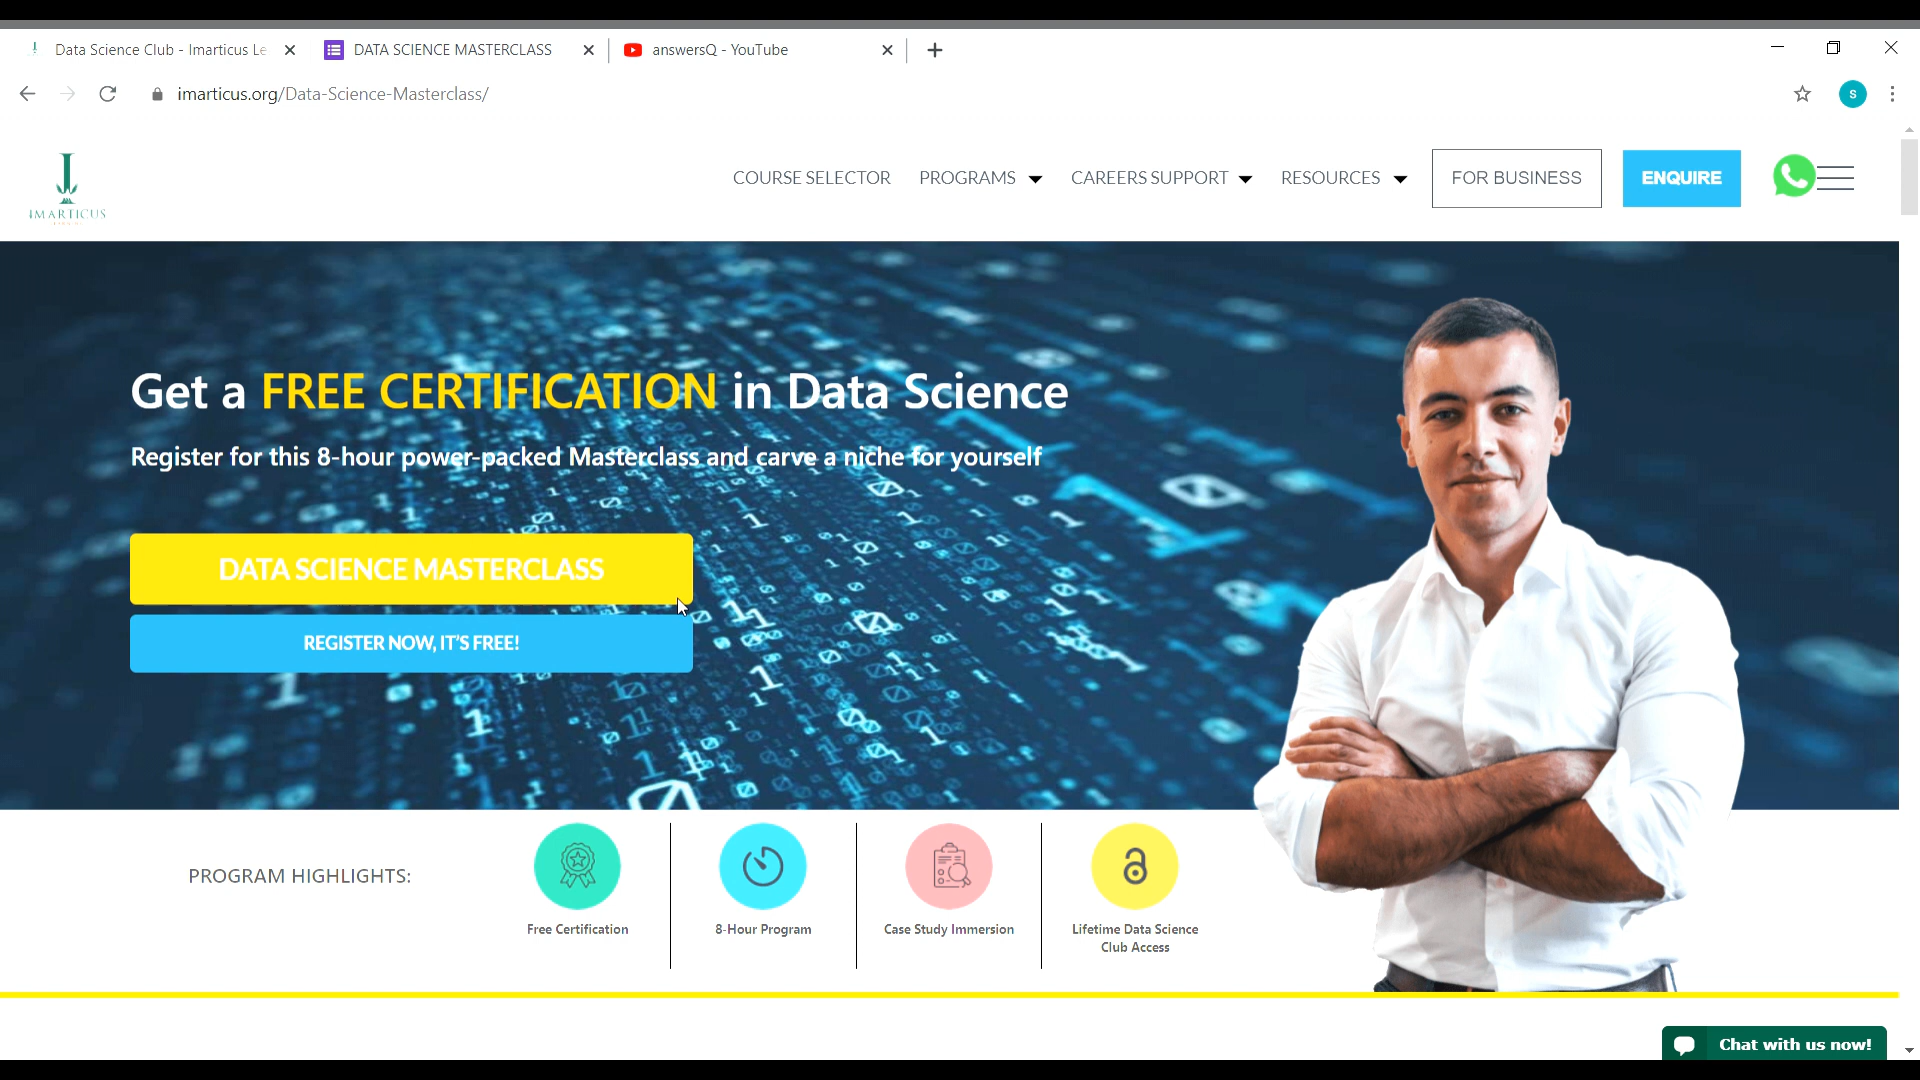 Data Science Club - Imarticus Le
DATA SCIENCE MASTERCLASS
answersQ - YouTube
imarticus.org/Data-Science-Masterclass/
S
IMARTICUS
COURSE SELECTOR
PROGRAMS
CAREERS SUPPORT
RESOURCES
FOR BUSINESS
ENQUIRE
Get a FREE CERTIFICATION in Data Science
Register for this 8-hour power-packed Masterclass and carve a niche for yourself
DATA SCIENCE MASTERCLASS
REGISTER NOW, IT'S FREE!
PROGRAM HIGHLIGHTS:
Free Certification
8-Hour Program
Case Study Immersion
Lifetime Data Science
Club Access
Chat with us now!